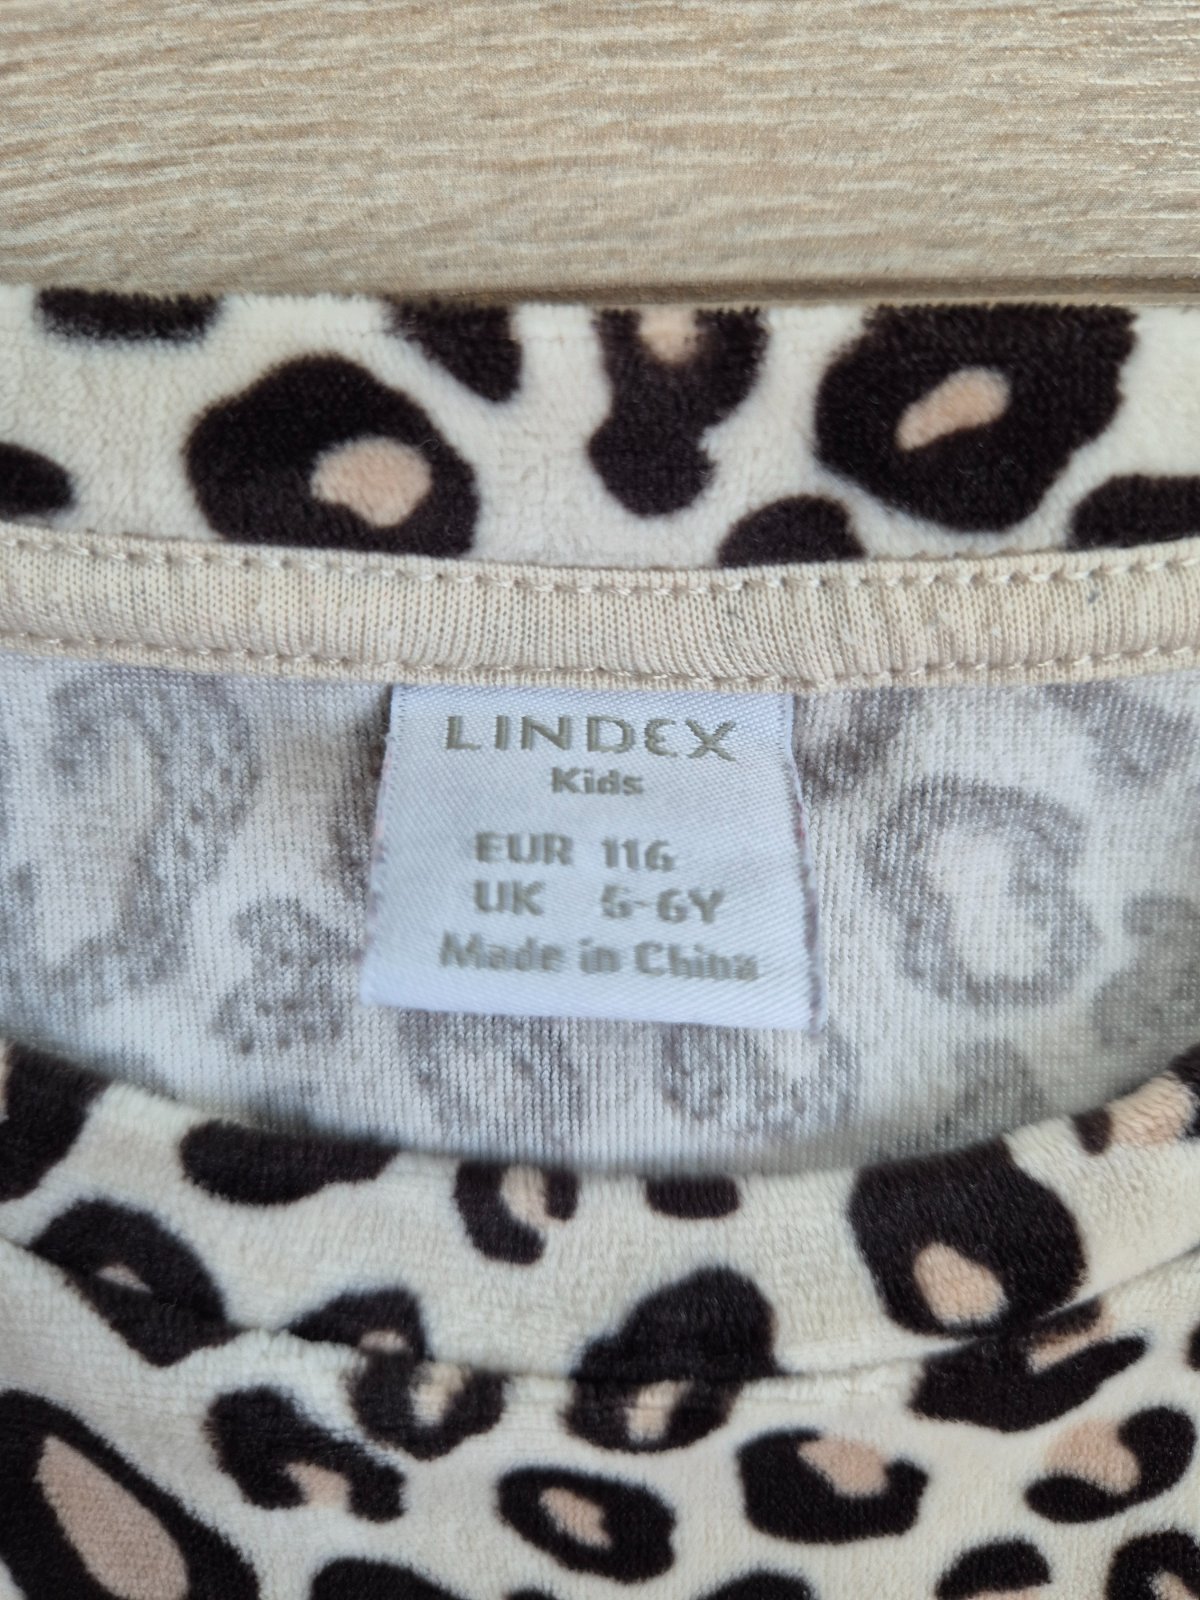 LINDEX
Kids
EUR 116
UK 5-6Y
Made in China